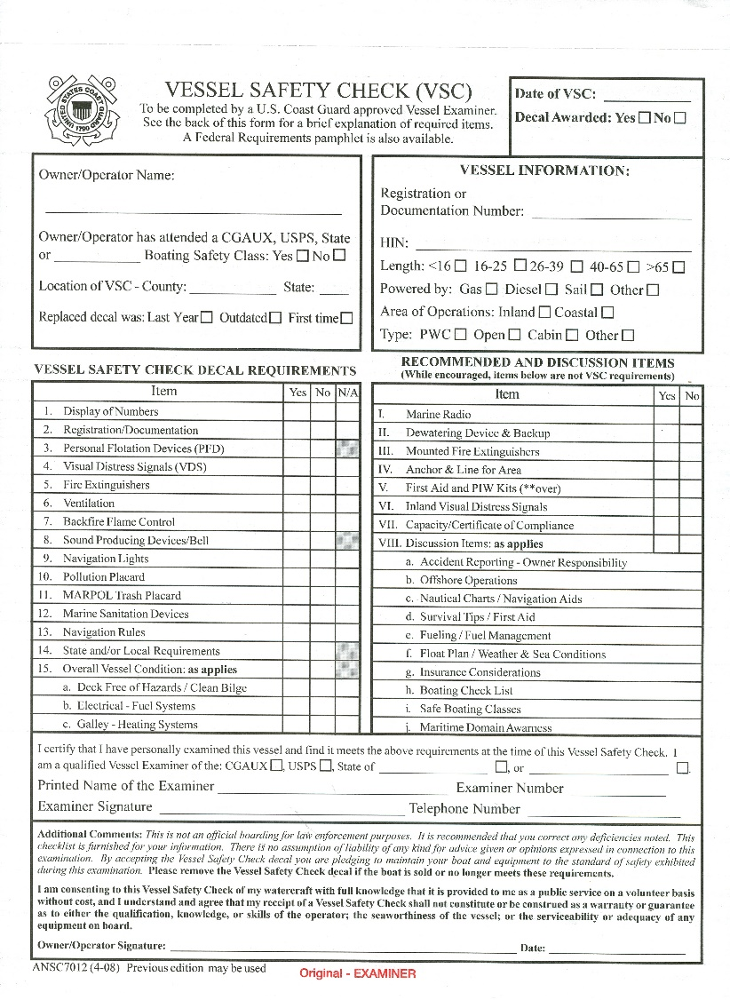 UNITED STATES COAST GUARD 1790
VESSEL SAFETY CHECK (VSC)
To be completed by a U.S. Coast Guard approved Vessel Examiner.
See the back of this form for a brief explanation of required items.
A Federal Requirements pamphlet is also available.
Date of VSC:
Decal Awarded: Yes No
Owner/Operator Name:
Owner/Operator has attended a CGAUX, USPS, State
or Boating Safety Class: Yes No
Location of VSC - County: State:
Replaced decal was: Last Year Outdated First time
VESSEL INFORMATION:
Registration or
Documentation Number:
HIN:
Length: <16 16-25 26-39 40-65 >65
Powered by: Gas Diesel Sail Other
Area of Operations: Inland Coastal
Type: PWC Open Cabin Other
VESSEL SAFETY CHECK DECAL REQUIREMENTS
Item Yes No N/A
1. Display of Numbers
2. Registration/Documentation
3. Personal Flotation Devices (PFD)
4. Visual Distress Signals (VDS)
5. Fire Extinguishers
6. Ventilation
7. Backfire Flame Control
8. Sound Producing Devices/Bell
9. Navigation Lights
10. Pollution Placard
11. MARPOL Trash Placard
12. Marine Sanitation Devices
13. Navigation Rules
14. State and/or Local Requirements
15. Overall Vessel Condition: as applies
a. Deck Free of Hazards / Clean Bilge
b. Electrical - Fuel Systems
c. Galley - Heating Systems
RECOMMENDED AND DISCUSSION ITEMS
(While encouraged, items below are not VSC requirements)
Item Yes No
I. Marine Radio
II. Dewatering Device & Backup
III. Mounted Fire Extinguishers
IV. Anchor & Line for Area
V. First Aid and PIW Kits (**over)
VI. Inland Visual Distress Signals
VII. Capacity/Certificate of Compliance
VIII. Discussion Items: as applies
a. Accident Reporting - Owner Responsibility
b. Offshore Operations
c. Nautical Charts / Navigation Aids
d. Survival Tips / First Aid
e. Fueling / Fuel Management
f. Float Plan / Weather & Sea Conditions
g. Insurance Considerations
h. Boating Check List
i. Safe Boating Classes
j. Maritime Domain Awarness
I certify that I have personally examined this vessel and find it meets the above requirements at the time of this Vessel Safety Check. I
am a qualified Vessel Examiner of the: CGAUX , USPS , State of , or .
Printed Name of the Examiner Examiner Number
Examiner Signature Telephone Number
Additional Comments: This is not an official boarding for law enforcement purposes. It is recommended that you correct any deficiencies noted. This
checklist is furnished for your information. There is no assumption of liability of any kind for advice given or opinions expressed in connection to this
examination. By accepting the Vessel Safety Check decal you are pledging to maintain your boat and equipment to the standard of safety exhibited
during this examination. Please remove the Vessel Safety Check decal if the boat is sold or no longer meets these requirements.
I am consenting to this Vessel Safety Check of my watercraft with full knowledge that it is provided to me as a public service on a volunteer basis
without cost, and I understand and agree that my receipt of a Vessel Safety Check shall not constitute or be construed as a warranty or guarantee
as to either the qualification, knowledge, or skills of the operator; the seaworthiness of the vessel; or the serviceability or adequacy of any
equipment on board.
Owner/Operator Signature: Date:
ANSC7012 (4-08) Previous edition may be used
Original - EXAMINER